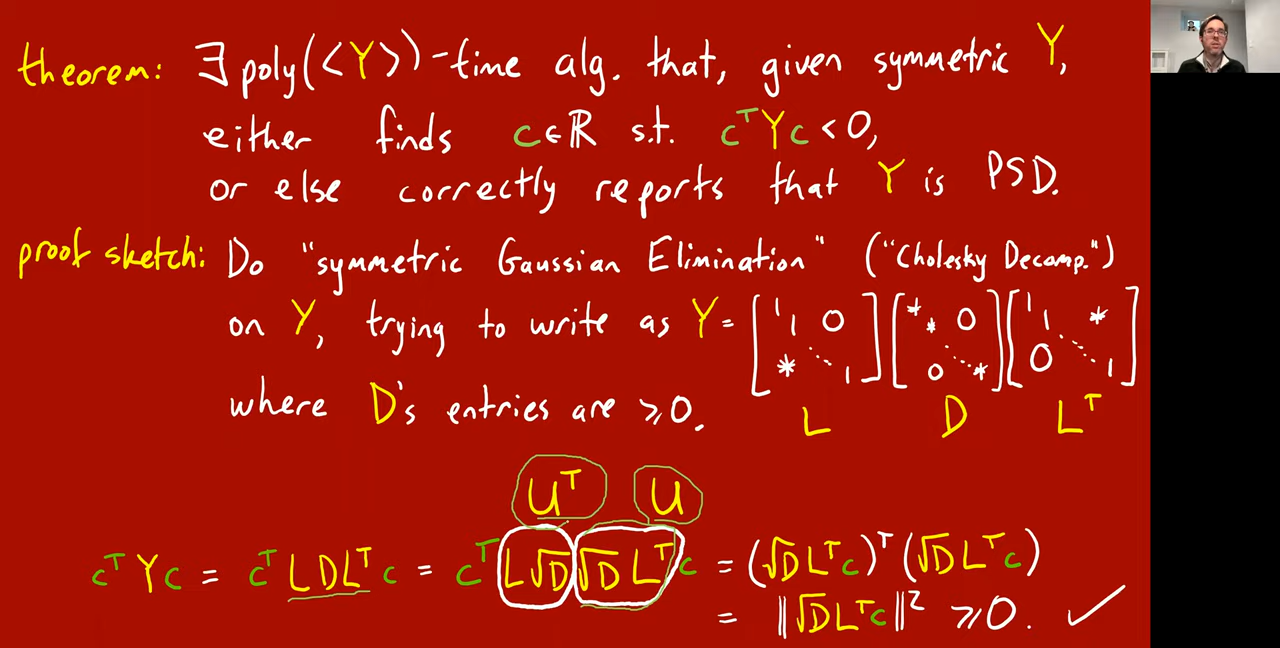 theorem: ∃ poly(<Y>)-time alg. that, given symmetric Y,
either finds c∈ℝ s.t. cᵀYc < 0,
or else correctly reports that Y is PSD.
proof sketch: Do "symmetric Gaussian Elimination" ("Cholesky Decomp.")
on Y, trying to write as Y = [1 1 0 * ⋱ 1] [* * 0 0 ⋱ *] [1 1 * 0 ⋱ 1]
where D's entries are ⩾0. L D Lᵀ
Uᵀ U
cᵀYc = cᵀLDLᵀc = cᵀL√D√DLᵀc = (√DLᵀc)ᵀ(√DLᵀc)
= ||√DLᵀc||² ⩾0. ✓